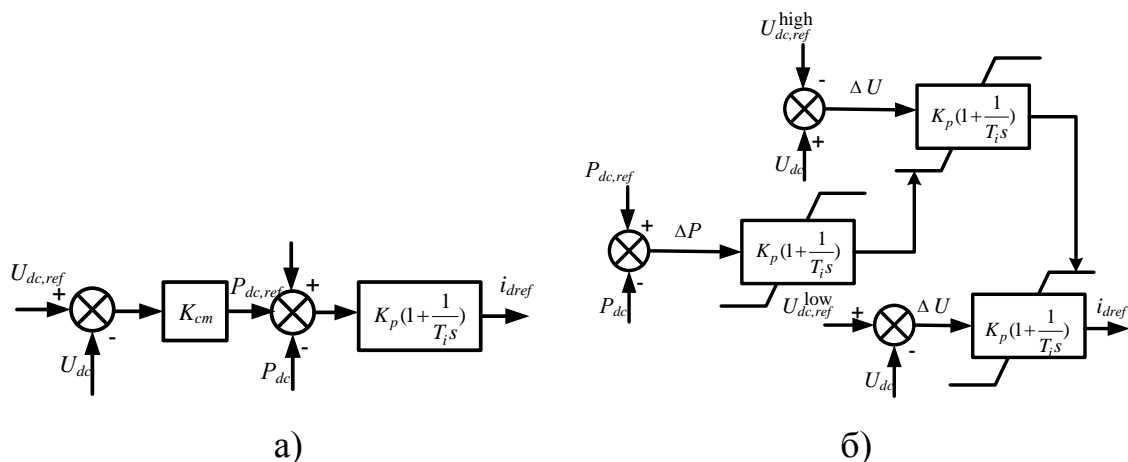 U_{dc,ref}
+
-
U_{dc}
K_{cm}
P_{dc,ref}
+
-
P_{dc}
K_p(1+\frac{1}{T_i s})
i_{dref}
а)
U_{dc,ref}^{high}
-
Δ U
+
U_{dc}
K_p(1+\frac{1}{T_i s})
P_{dc,ref}
+
ΔP
-
P_{dc}
K_p(1+\frac{1}{T_i s})
U_{dc,ref}^{low}
+
Δ U
-
U_{dc}
K_p(1+\frac{1}{T_i s})
i_{dref}
б)